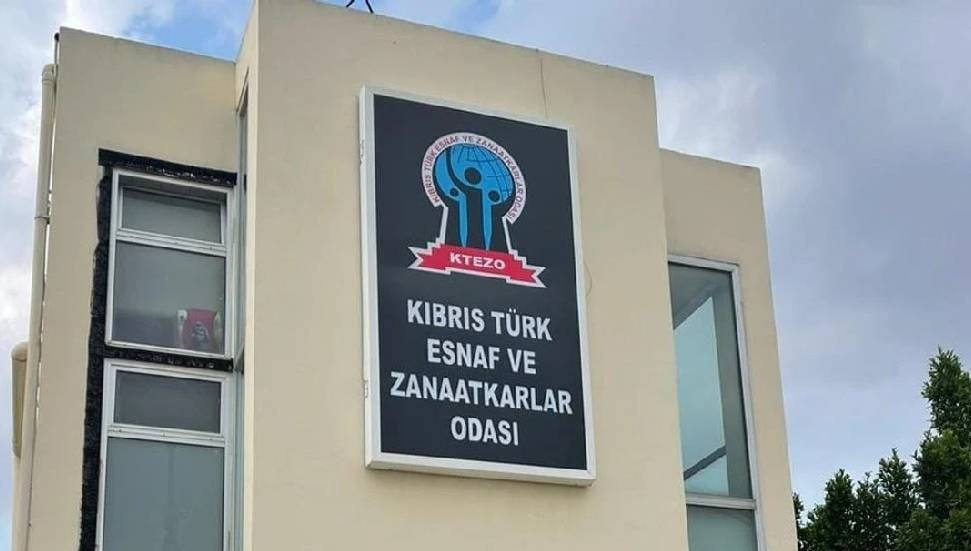 KIBRIS TÜRK ESNAF VE ZANAATKARLAR ODASI
KTEZO
KIBRIS TÜRK
ESNAF VE
ZANAATKARLAR
ODASI